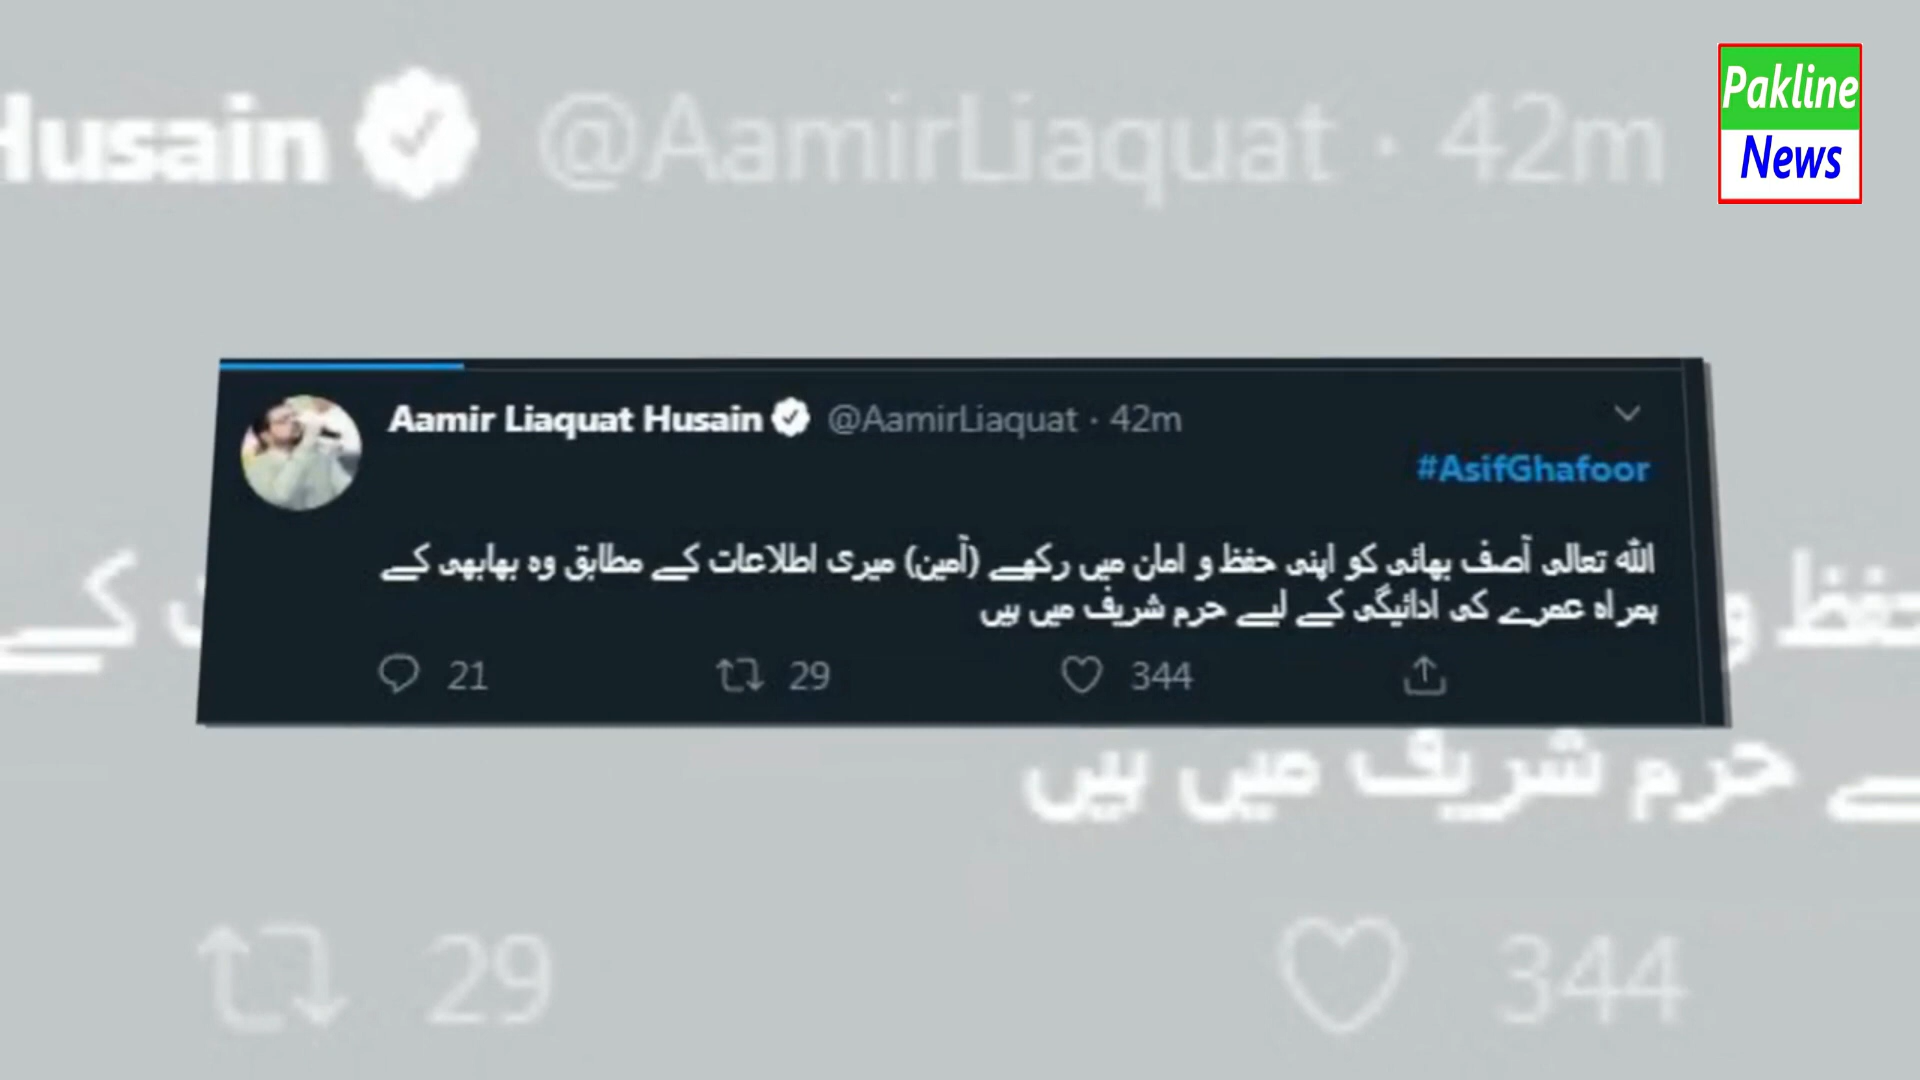 Husain @AamirLiaquat · 42m
Pakline
News
Aamir Liaquat Husain @AamirLiaquat · 42m
#AsifGhafoor
اللہ تعالی آصف بھائی کو اپنی حفظ و امان میں رکھے (آمین) میری اطلاعات کے مطابق وہ بھابھی کے
ہمراہ عمرے کی ادائیگی کے لیے حرم شریف میں ہیں
21 29 344
حفظ و
کے
حرم شریف میں ہیں
29 344